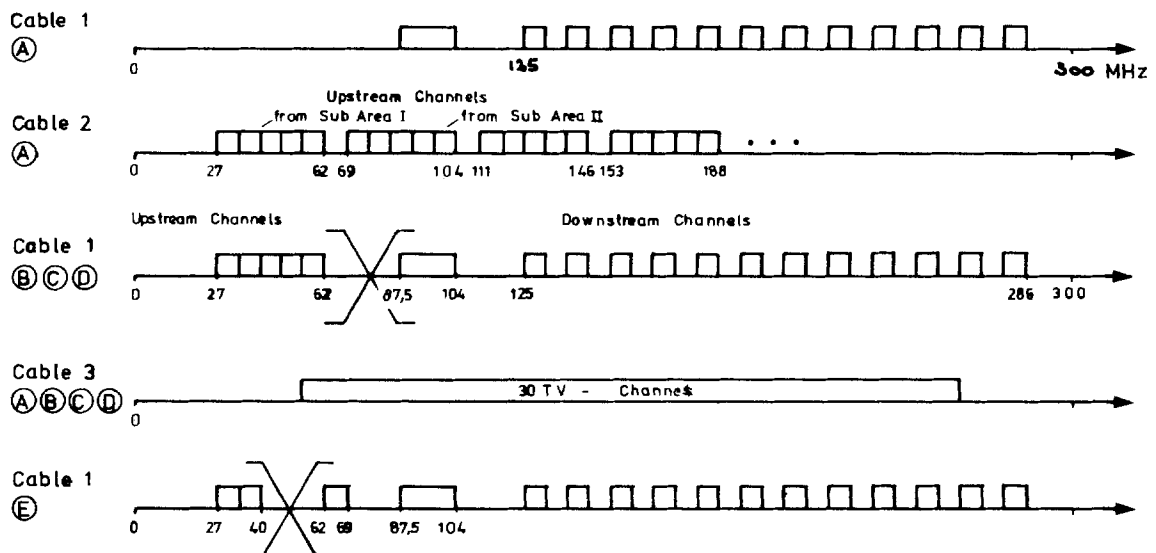 Cable 1
A
0
125
300 MHz
Upstream Channels
from Sub Area I
from Sub Area II
Cable 2
A
. . .
0
27
62
69
104
111
146
153
188
Upstream Channels
Downstream Channels
Cable 1
B C D
0
27
62
87,5
104
125
286
300
Cable 3
A B C D
30 TV - Channels
0
Cable 1
E
0
27
40
62
69
87,5
104